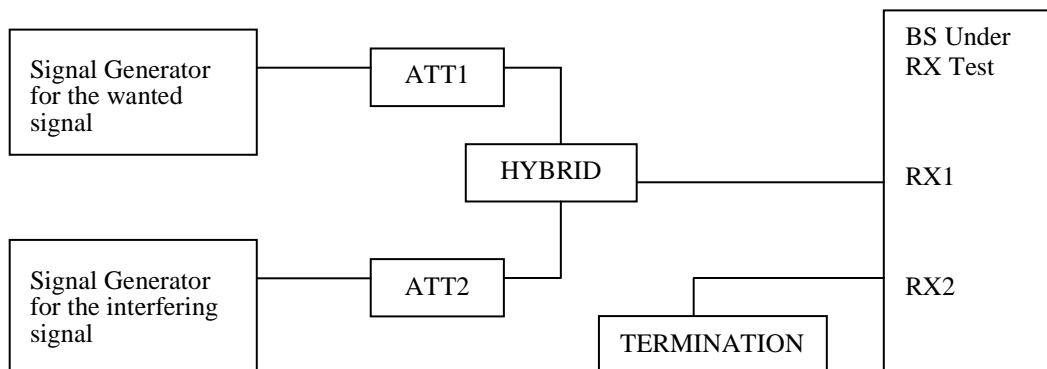 Signal Generator
for the wanted
signal
ATT1
HYBRID
BS Under
RX Test
RX1
Signal Generator
for the interfering
signal
ATT2
RX2
TERMINATION